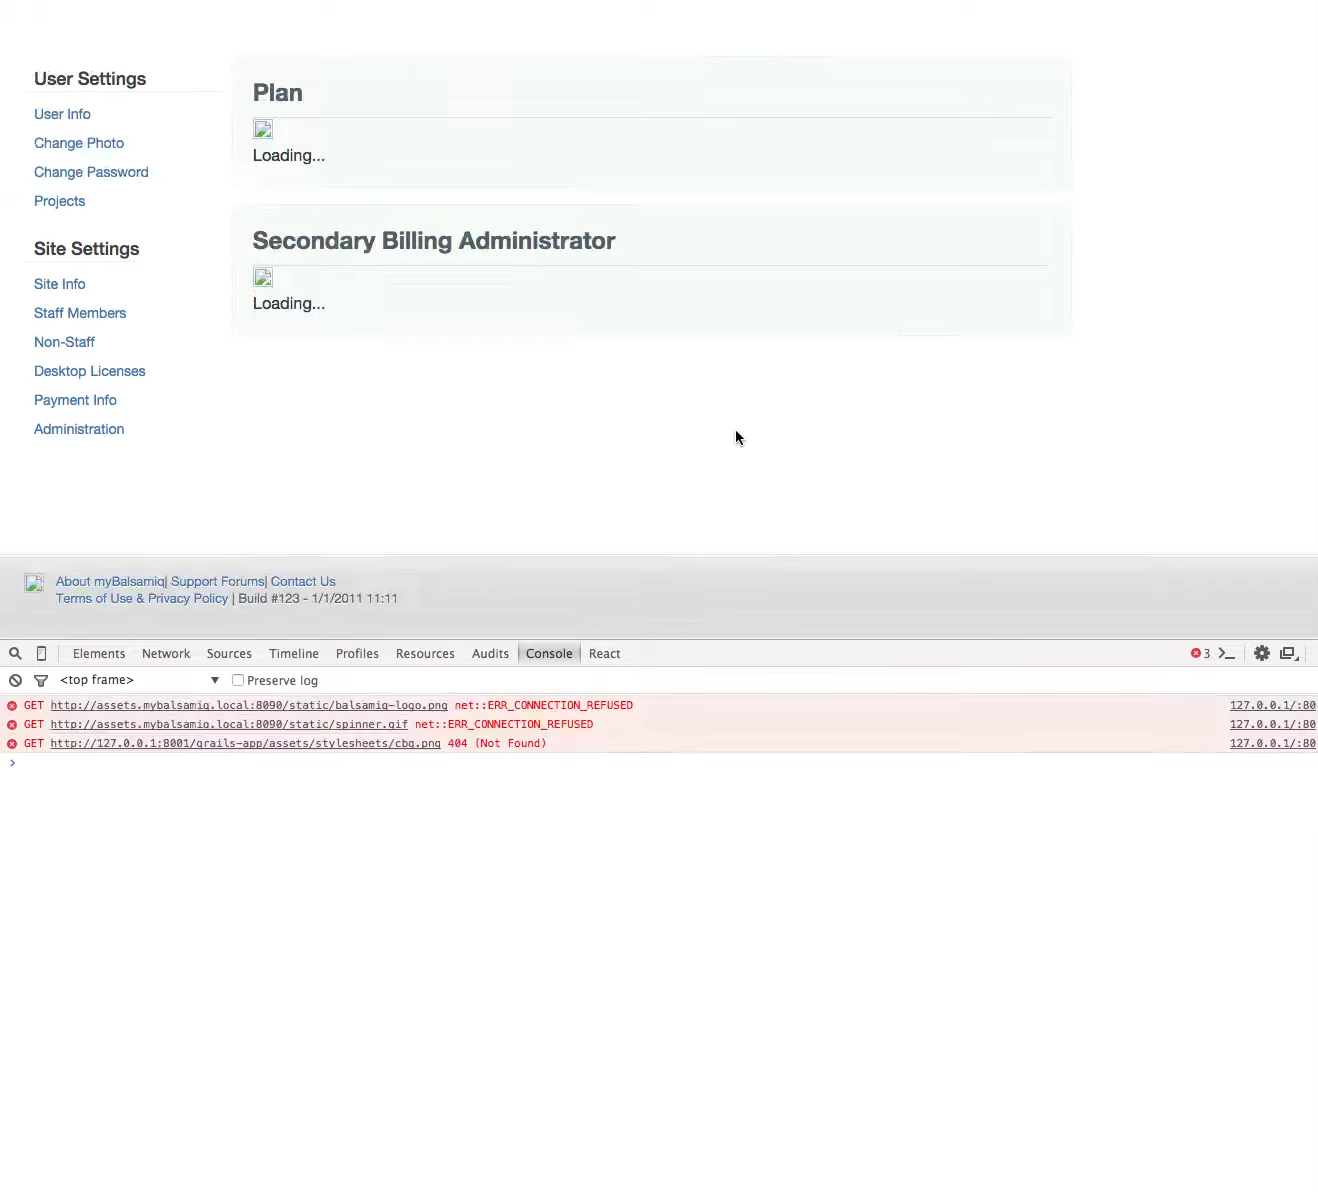 User Settings
User Info
Change Photo
Change Password
Projects
Site Settings
Site Info
Staff Members
Non-Staff
Desktop Licenses
Payment Info
Administration
Plan
Loading...
Secondary Billing Administrator
Loading...
About myBalsamiq| Support Forums| Contact Us
Terms of Use & Privacy Policy | Build #123 - 1/1/2011 11:11
Elements Network Sources Timeline Profiles Resources Audits Console React 3
<top frame> Preserve log
GET http://assets.mybalsamiq.local:8090/static/balsamiq-logo.png net::ERR_CONNECTION_REFUSED 127.0.0.1/:80
GET http://assets.mybalsamiq.local:8090/static/spinner.gif net::ERR_CONNECTION_REFUSED 127.0.0.1/:80
GET http://127.0.0.1:8001/grails-app/assets/stylesheets/cbg.png 404 (Not Found) 127.0.0.1/:80